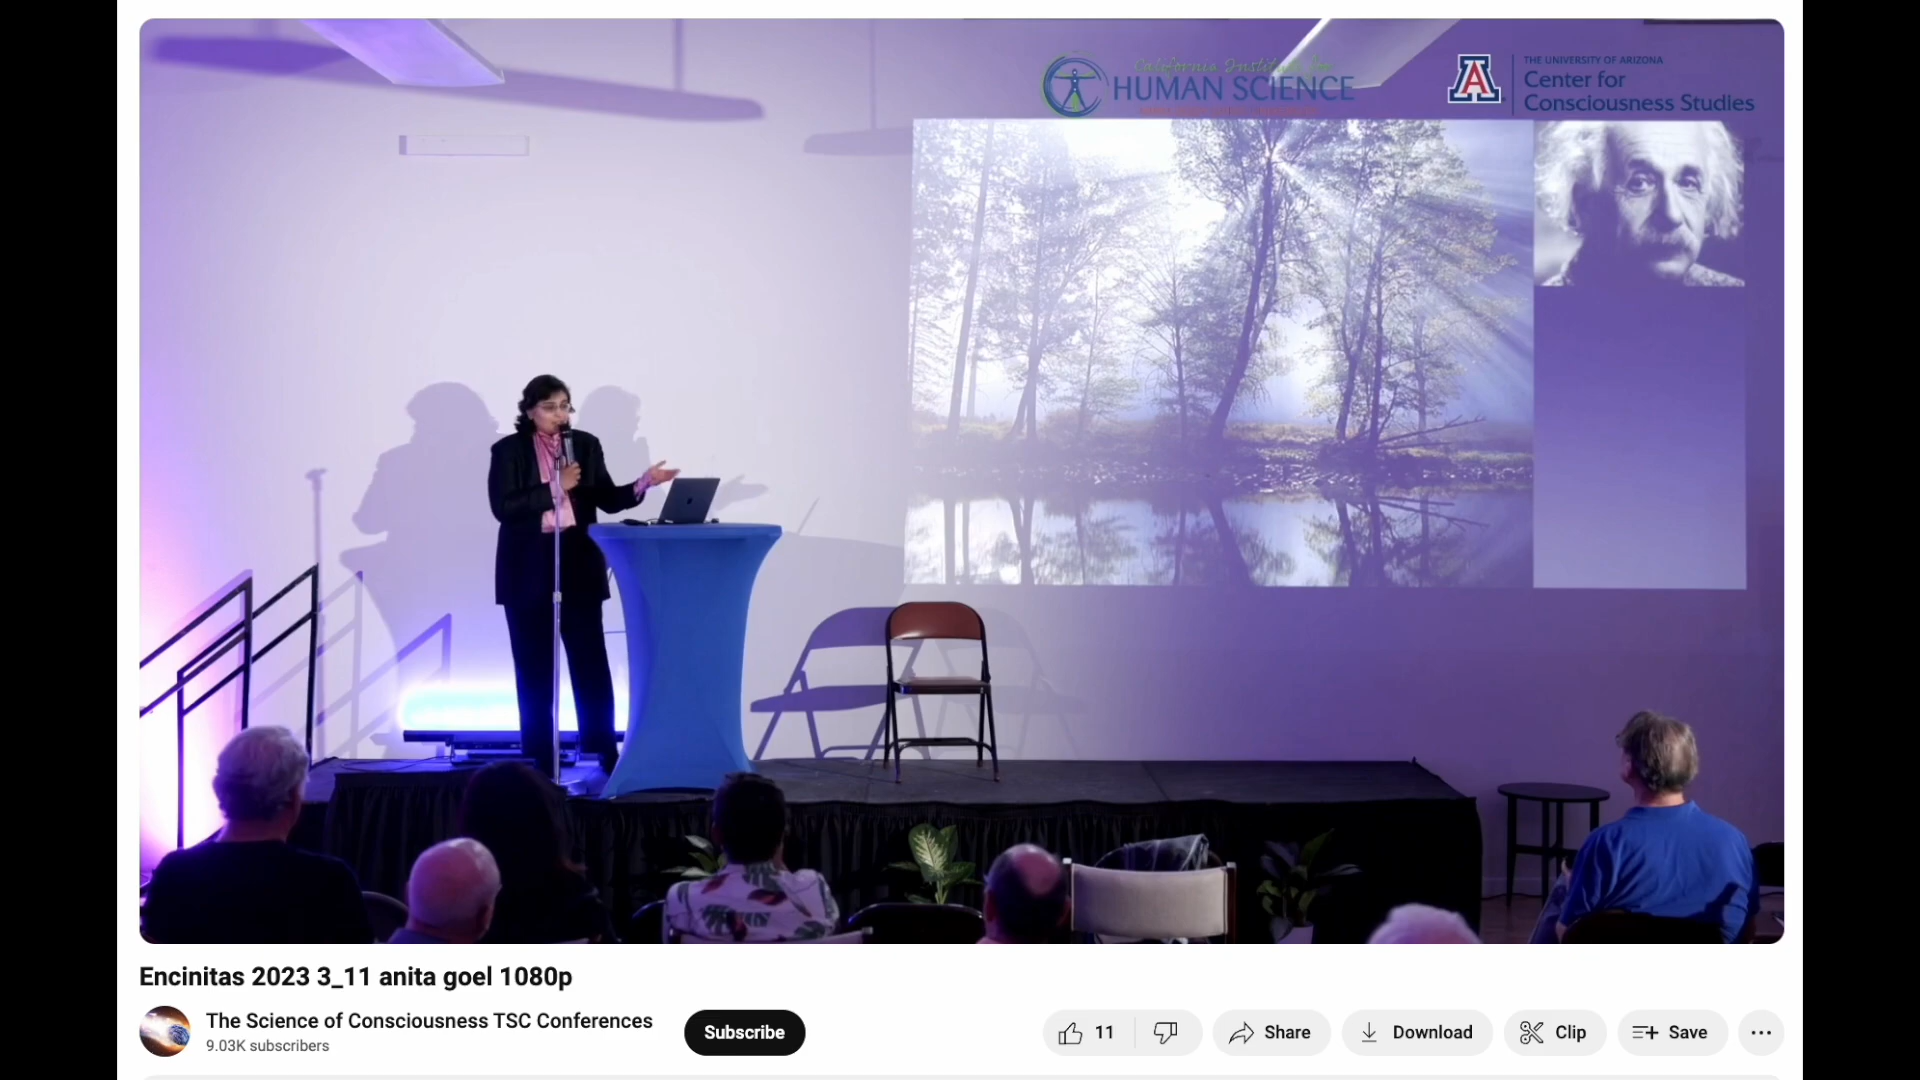 California Institute for
HUMAN SCIENCE
THE UNIVERSITY OF ARIZONA
Center for
Consciousness Studies
Encinitas 2023 3_11 anita goel 1080p
The Science of Consciousness TSC Conferences
9.03K subscribers
Subscribe
11
Share
Download
Clip
Save